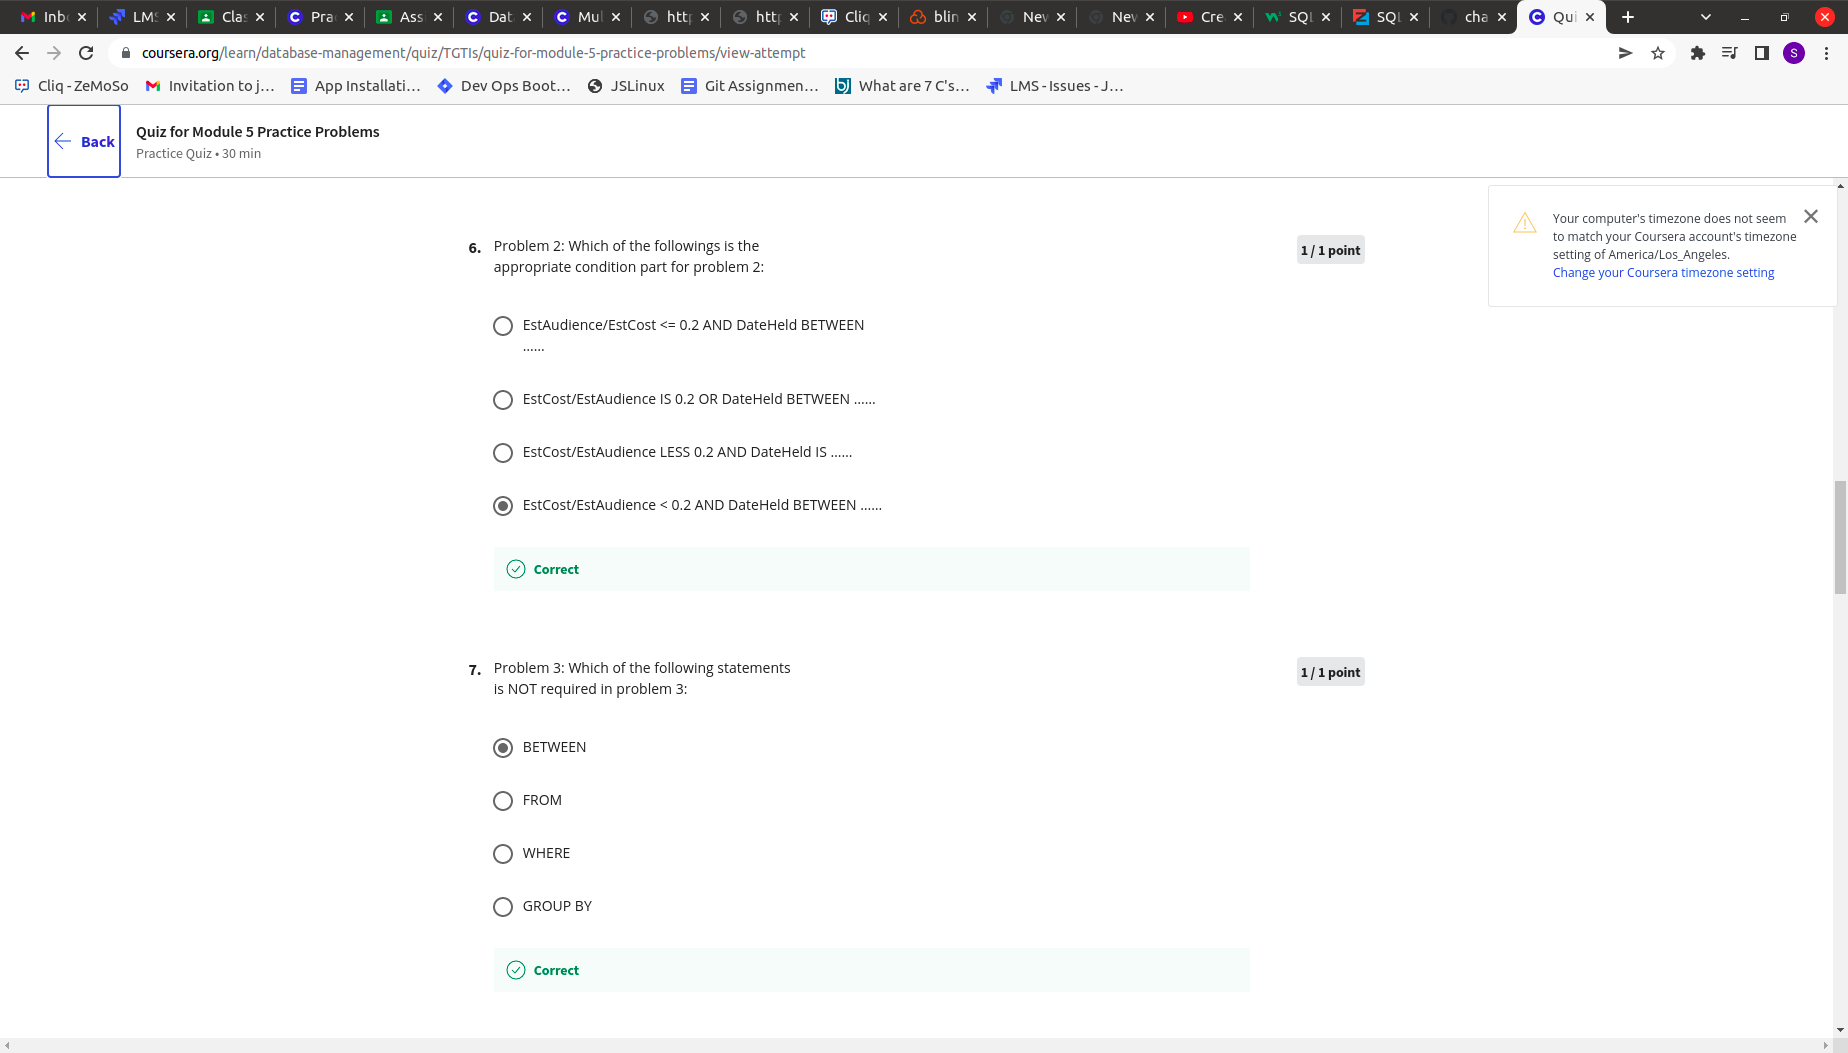 Inb
LMS
Clas
Prac
Assi
Data
Mul
http
http
Cliq
blin
New
New
Cre
SQL
SQL
cha
Qui
coursera.org/learn/database-management/quiz/TGTIs/quiz-for-module-5-practice-problems/view-attempt
S
Cliq - ZeMoSo
Invitation to j...
App Installati...
Dev Ops Boot...
JSLinux
Git Assignmen...
bj
What are 7 C's...
LMS - Issues - J...
Back
Quiz for Module 5 Practice Problems
Practice Quiz • 30 min
Your computer's timezone does not seem
to match your Coursera account's timezone
setting of America/Los_Angeles.
Change your Coursera timezone setting
6.
Problem 2: Which of the followings is the
appropriate condition part for problem 2:
1 / 1 point
EstAudience/EstCost <= 0.2 AND DateHeld BETWEEN
......
EstCost/EstAudience IS 0.2 OR DateHeld BETWEEN ......
EstCost/EstAudience LESS 0.2 AND DateHeld IS ......
EstCost/EstAudience < 0.2 AND DateHeld BETWEEN ......
Correct
7.
Problem 3: Which of the following statements
is NOT required in problem 3:
1 / 1 point
BETWEEN
FROM
WHERE
GROUP BY
Correct